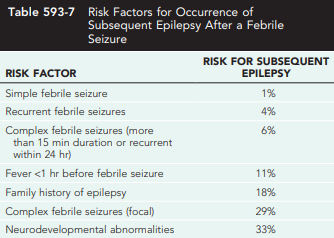 Table 593-7 Risk Factors for Occurrence of
Subsequent Epilepsy After a Febrile
Seizure
RISK FACTOR RISK FOR SUBSEQUENT EPILEPSY
Simple febrile seizure 1%
Recurrent febrile seizures 4%
Complex febrile seizures (more 6%
than 15 min duration or recurrent
within 24 hr)
Fever <1 hr before febrile seizure 11%
Family history of epilepsy 18%
Complex febrile seizures (focal) 29%
Neurodevelopmental abnormalities 33%